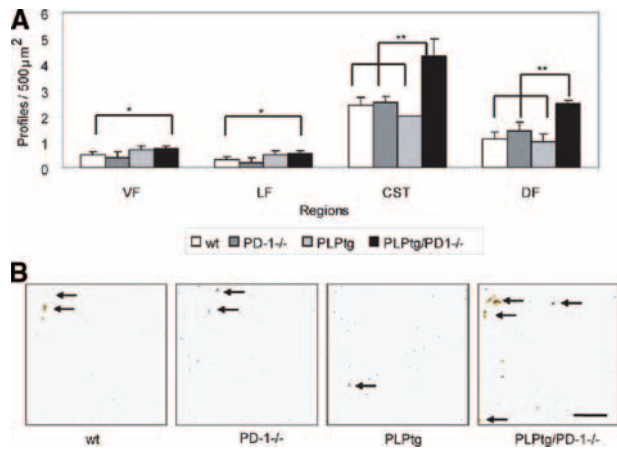 A
Profiles / 500µm²
6
5
4
3
2
1
0
* * ** **
VF LF CST DF
Regions
wt PD-1-/- PLPtg PLPtg/PD1-/-
B
wt PD-1-/- PLPtg PLPtg/PD-1-/-